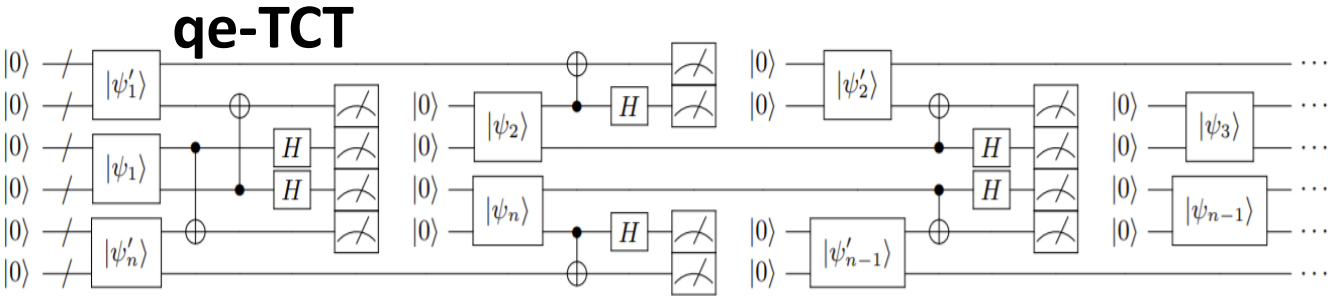 qe-TCT
|0⟩ |0⟩ |0⟩ |ψ′₁⟩ |ψ′₂⟩ · · ·
|0⟩ |0⟩ H |0⟩ · · ·
|0⟩ |ψ₁⟩ H |0⟩ |ψ₂⟩ H |0⟩ |ψ₃⟩ · · ·
|0⟩ H |0⟩ |ψₙ⟩ H |0⟩ |ψₙ₋₁⟩ · · ·
|0⟩ |ψ′ₙ⟩ |0⟩ H |0⟩ |ψ′ₙ₋₁⟩ |0⟩ · · ·
|0⟩ |0⟩ · · ·